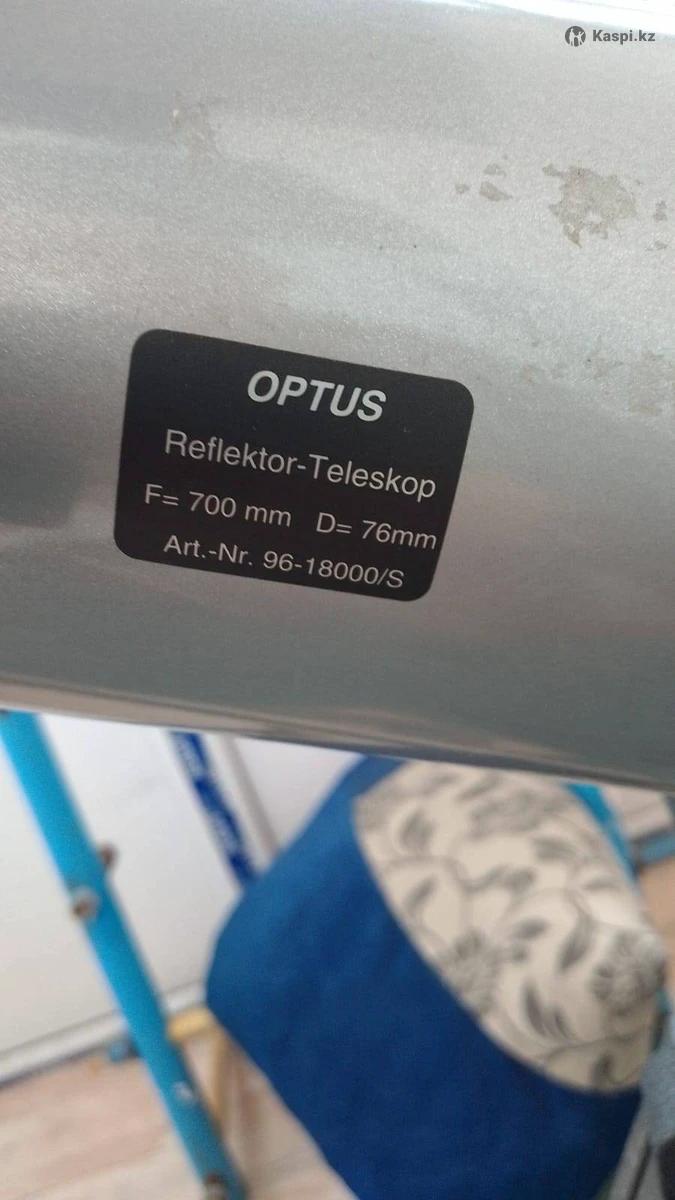 Kaspi.kz
OPTUS
Reflektor-Teleskop
F= 700 mm D= 76mm
Art.-Nr. 96-18000/S